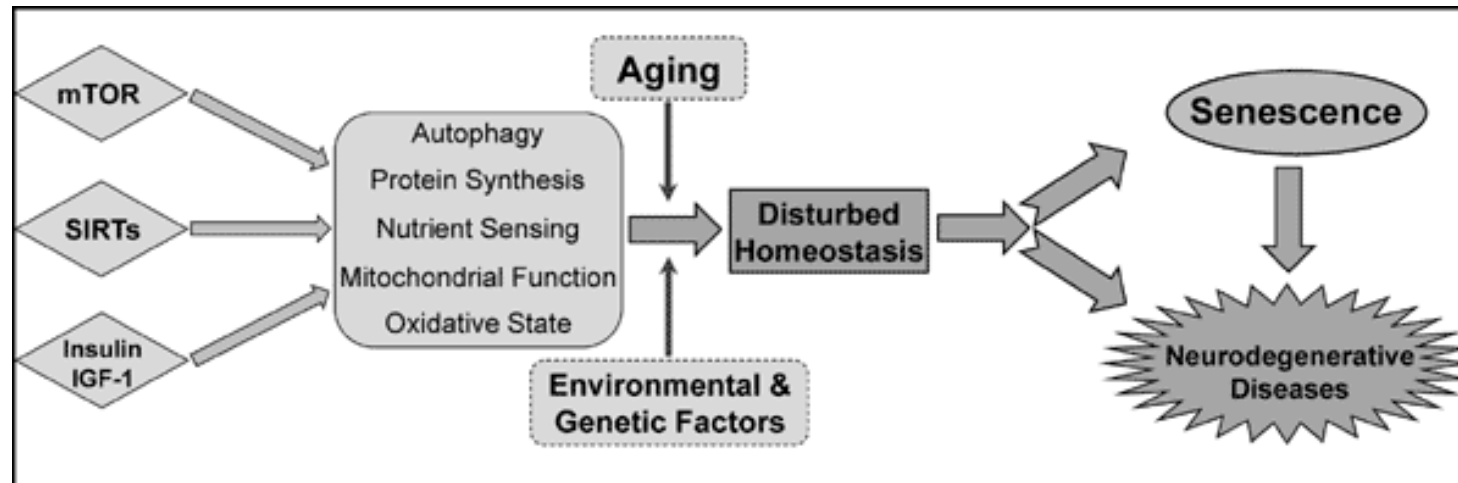 mTOR
SIRTs
Insulin
IGF-1
Autophagy
Protein Synthesis
Nutrient Sensing
Mitochondrial Function
Oxidative State
Aging
Environmental &
Genetic Factors
Disturbed
Homeostasis
Senescence
Neurodegenerative
Diseases